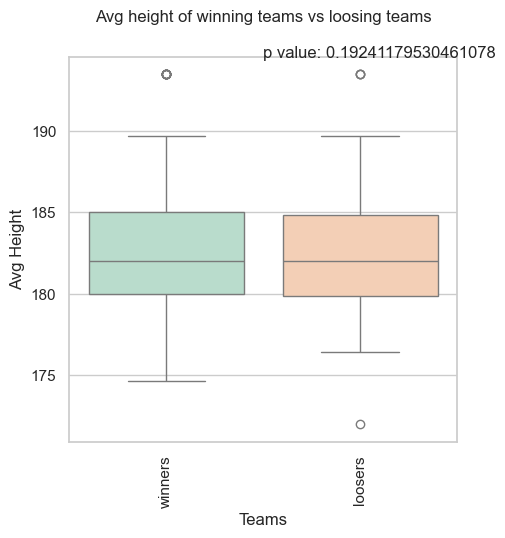 Avg height of winning teams vs loosing teams
p value: 0.19241179530461078
190
185
180
175
Avg Height
winners
loosers
Teams